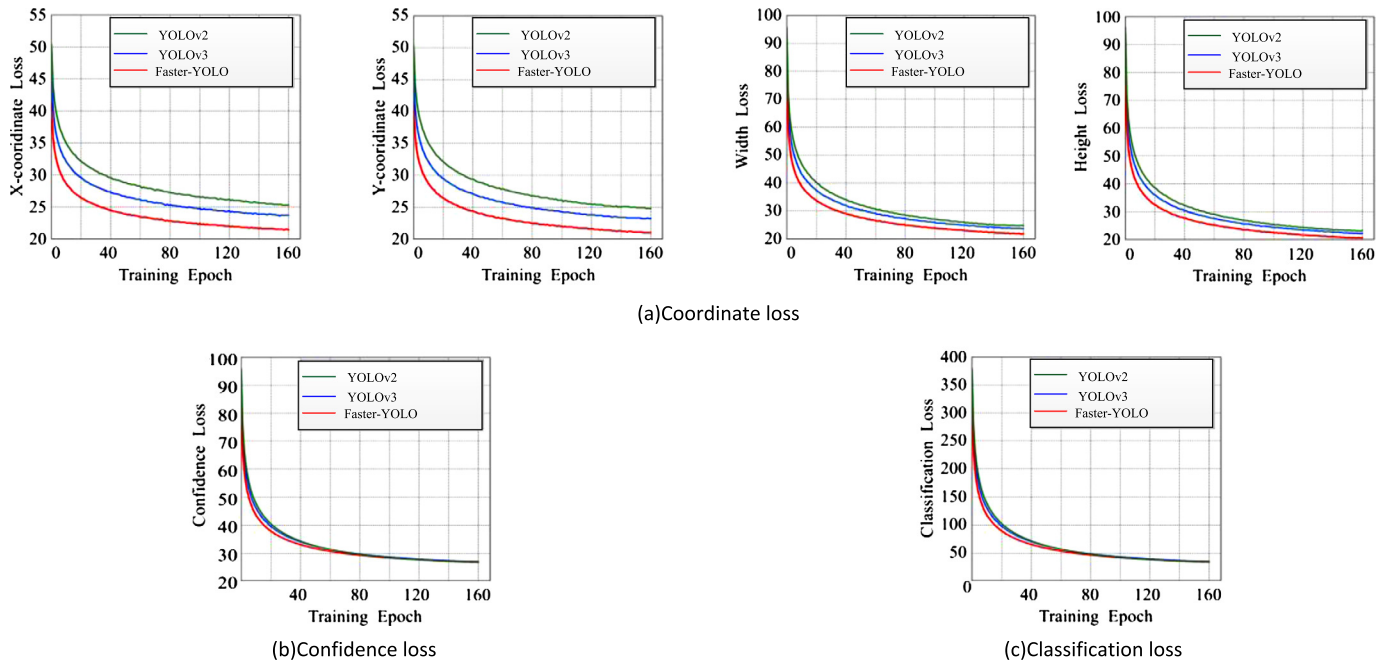 X-cooridinate Loss
55
50
45
40
35
30
25
20
YOLOv2
YOLOv3
Faster-YOLO
0 40 80 120 160
Training Epoch
Y-cooridinate Loss
55
50
45
40
35
30
25
20
YOLOv2
YOLOv3
Faster-YOLO
0 40 80 120 160
Training Epoch
Width Loss
100
90
80
70
60
50
40
30
20
YOLOv2
YOLOv3
Faster-YOLO
0 40 80 120 160
Training Epoch
Height Loss
100
90
80
70
60
50
40
30
20
YOLOv2
YOLOv3
Faster-YOLO
0 40 80 120 160
Training Epoch
(a)Coordinate loss
Confidence Loss
100
90
80
70
60
50
40
30
20
YOLOv2
YOLOv3
Faster-YOLO
40 80 120 160
Training Epoch
(b)Confidence loss
Classification Loss
400
350
300
250
200
150
100
50
0
YOLOv2
YOLOv3
Faster-YOLO
40 80 120 160
Training Epoch
(c)Classification loss